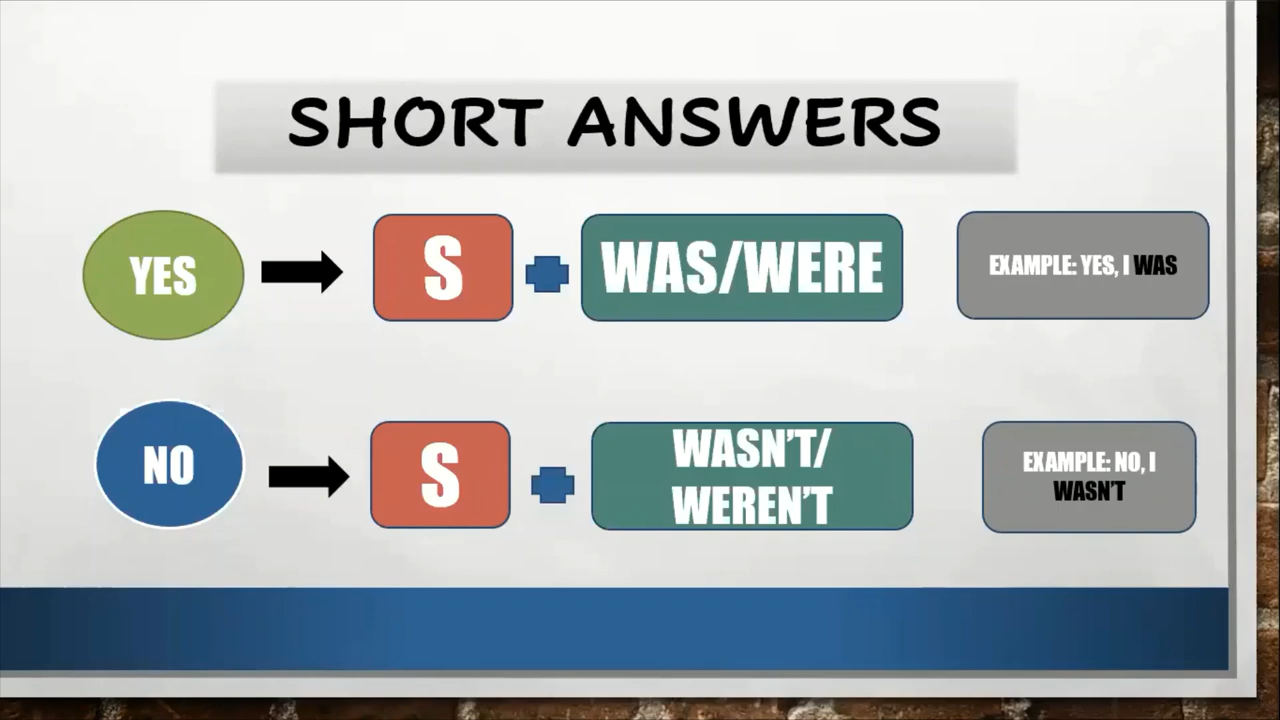 SHORT ANSWERS
YES
S
WAS/WERE
EXAMPLE: YES, I WAS
NO
S
WASN'T/
WEREN'T
EXAMPLE: NO, I
WASN'T